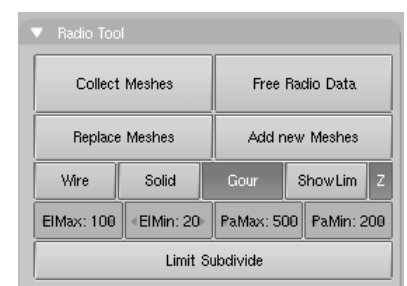 Radio Tool
Collect Meshes Free Radio Data
Replace Meshes Add new Meshes
Wire Solid Gour ShowLim Z
ElMax: 100 ElMin: 20 PaMax: 500 PaMin: 200
Limit Subdivide